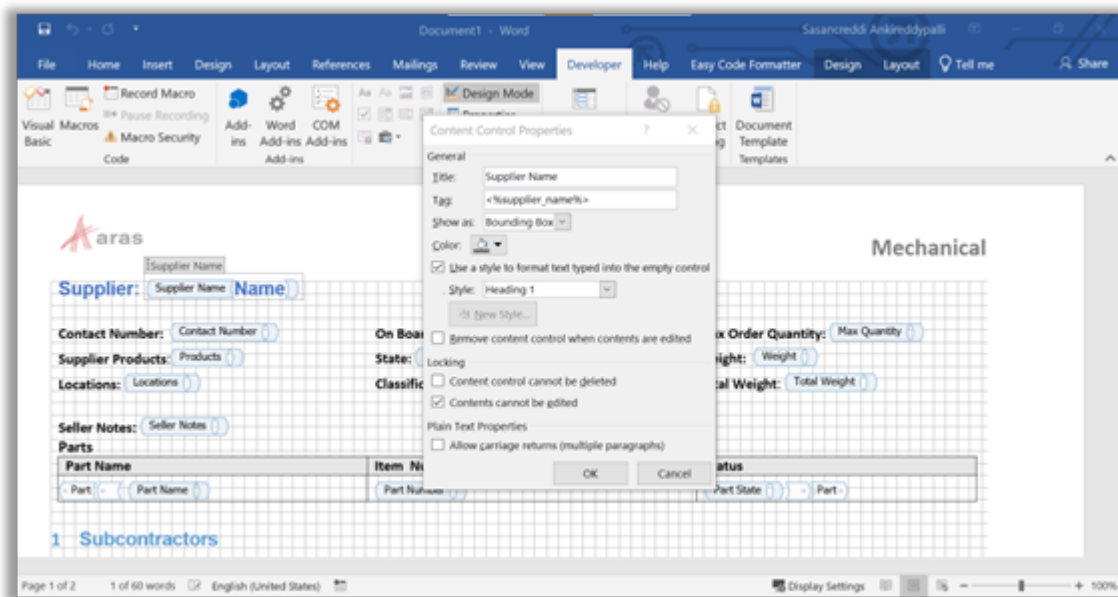 Document1 - Word
Sasancreddi Ankireddypalli
File Home Insert Design Layout References Mailings Review View Developer Help Easy Code Formatter Design Layout Tell me Share
Visual Basic
Macros
Record Macro
Pause Recording
Macro Security
Code
Add-ins
Word Add-ins
COM Add-ins
Add-ins
Design Mode
Document Template
Templates
Content Control Properties ? ×
General
Title: Supplier Name
Tag: <%supplier_name%>
Show as: Bounding Box
Color:
Use a style to format text typed into the empty control
Style: Heading 1
New Style...
Remove content control when contents are edited
Locking
Content control cannot be deleted
Contents cannot be edited
Plain Text Properties
Allow carriage returns (multiple paragraphs)
OK Cancel
aras
Mechanical
Supplier Name
Supplier: Supplier Name Name
Contact Number: Contact Number On Boa x Order Quantity: Max Quantity
Supplier Products: Products State: ight: Weight
Locations: Locations Classific al Weight: Total Weight
Seller Notes: Seller Notes
Parts
Part Name Item Nu atus
Part Part Name Part Number Part State Part
1 Subcontractors
Page 1 of 2 1 of 60 words English (United States) Display Settings 100%